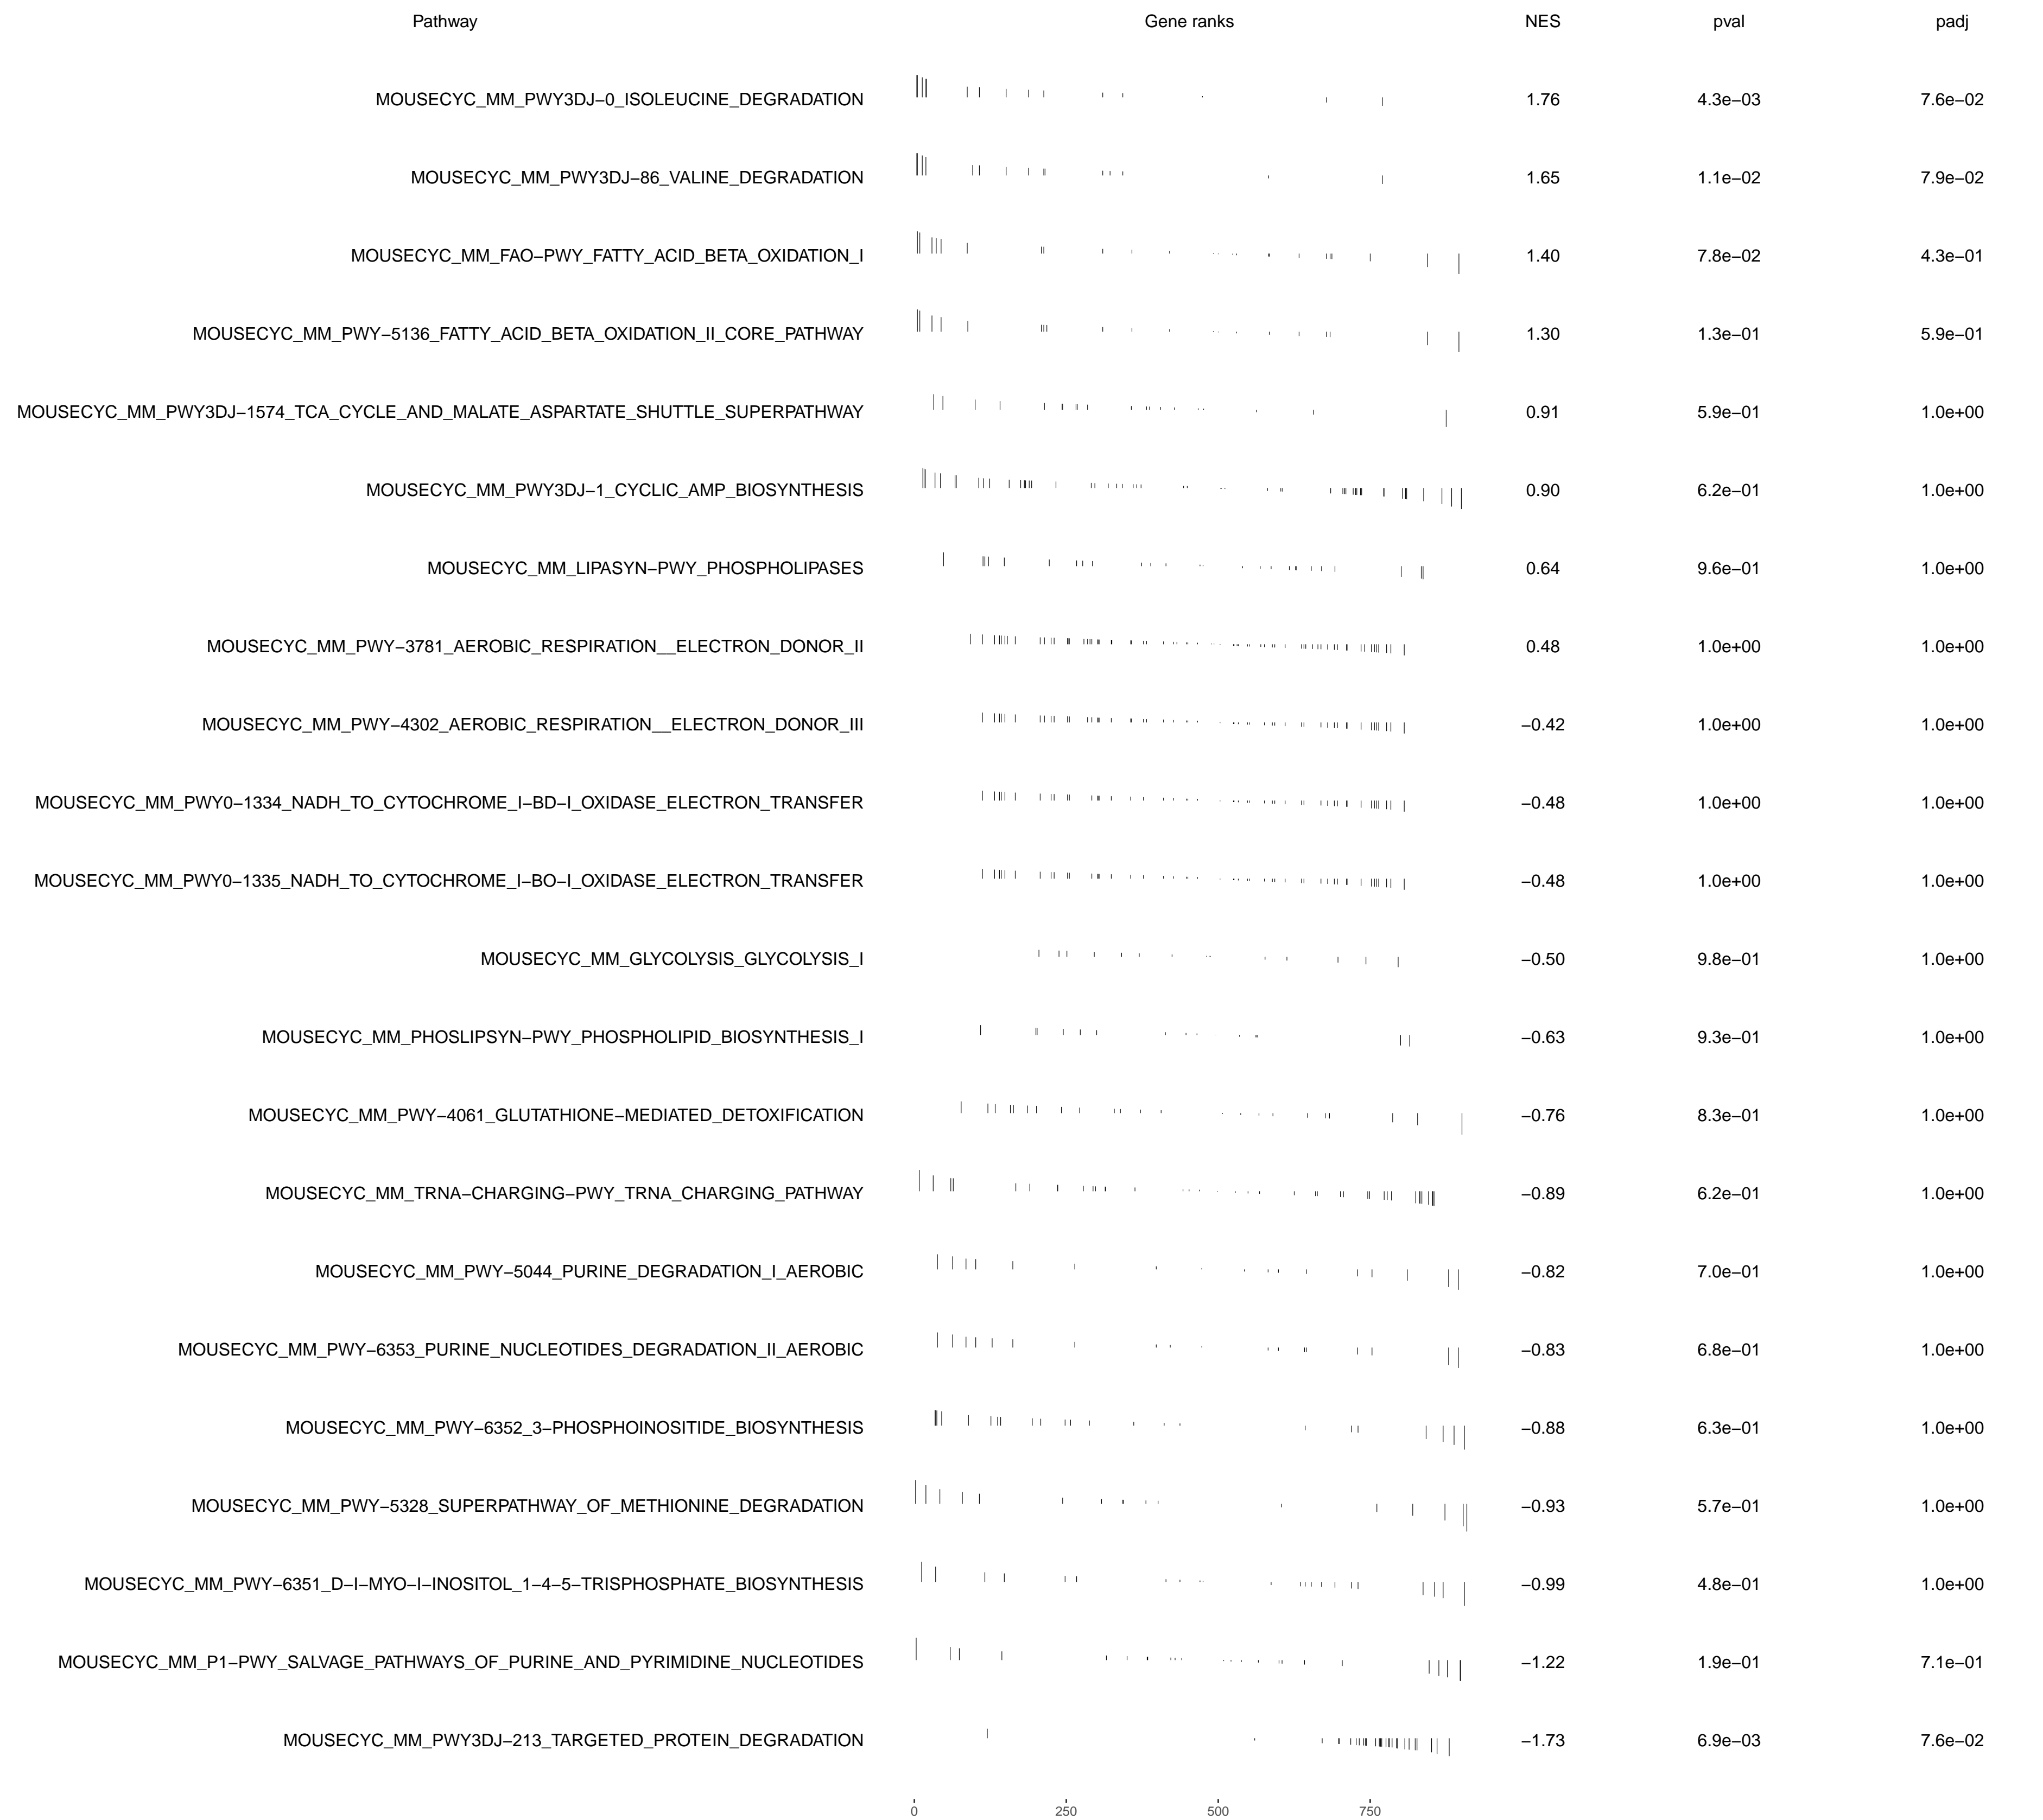 Pathway Gene ranks NES pval padj
MOUSECYC_MM_PWY3DJ−0_ISOLEUCINE_DEGRADATION 1.76 4.3e−03 7.6e−02
MOUSECYC_MM_PWY3DJ−86_VALINE_DEGRADATION 1.65 1.1e−02 7.9e−02
MOUSECYC_MM_FAO−PWY_FATTY_ACID_BETA_OXIDATION_I 1.40 7.8e−02 4.3e−01
MOUSECYC_MM_PWY−5136_FATTY_ACID_BETA_OXIDATION_II_CORE_PATHWAY 1.30 1.3e−01 5.9e−01
MOUSECYC_MM_PWY3DJ−1574_TCA_CYCLE_AND_MALATE_ASPARTATE_SHUTTLE_SUPERPATHWAY 0.91 5.9e−01 1.0e+00
MOUSECYC_MM_PWY3DJ−1_CYCLIC_AMP_BIOSYNTHESIS 0.90 6.2e−01 1.0e+00
MOUSECYC_MM_LIPASYN−PWY_PHOSPHOLIPASES 0.64 9.6e−01 1.0e+00
MOUSECYC_MM_PWY−3781_AEROBIC_RESPIRATION__ELECTRON_DONOR_II 0.48 1.0e+00 1.0e+00
MOUSECYC_MM_PWY−4302_AEROBIC_RESPIRATION__ELECTRON_DONOR_III −0.42 1.0e+00 1.0e+00
MOUSECYC_MM_PWY0−1334_NADH_TO_CYTOCHROME_I−BD−I_OXIDASE_ELECTRON_TRANSFER −0.48 1.0e+00 1.0e+00
MOUSECYC_MM_PWY0−1335_NADH_TO_CYTOCHROME_I−BO−I_OXIDASE_ELECTRON_TRANSFER −0.48 1.0e+00 1.0e+00
MOUSECYC_MM_GLYCOLYSIS_GLYCOLYSIS_I −0.50 9.8e−01 1.0e+00
MOUSECYC_MM_PHOSLIPSYN−PWY_PHOSPHOLIPID_BIOSYNTHESIS_I −0.63 9.3e−01 1.0e+00
MOUSECYC_MM_PWY−4061_GLUTATHIONE−MEDIATED_DETOXIFICATION −0.76 8.3e−01 1.0e+00
MOUSECYC_MM_TRNA−CHARGING−PWY_TRNA_CHARGING_PATHWAY −0.89 6.2e−01 1.0e+00
MOUSECYC_MM_PWY−5044_PURINE_DEGRADATION_I_AEROBIC −0.82 7.0e−01 1.0e+00
MOUSECYC_MM_PWY−6353_PURINE_NUCLEOTIDES_DEGRADATION_II_AEROBIC −0.83 6.8e−01 1.0e+00
MOUSECYC_MM_PWY−6352_3−PHOSPHOINOSITIDE_BIOSYNTHESIS −0.88 6.3e−01 1.0e+00
MOUSECYC_MM_PWY−5328_SUPERPATHWAY_OF_METHIONINE_DEGRADATION −0.93 5.7e−01 1.0e+00
MOUSECYC_MM_PWY−6351_D−I−MYO−I−INOSITOL_1−4−5−TRISPHOSPHATE_BIOSYNTHESIS −0.99 4.8e−01 1.0e+00
MOUSECYC_MM_P1−PWY_SALVAGE_PATHWAYS_OF_PURINE_AND_PYRIMIDINE_NUCLEOTIDES −1.22 1.9e−01 7.1e−01
MOUSECYC_MM_PWY3DJ−213_TARGETED_PROTEIN_DEGRADATION −1.73 6.9e−03 7.6e−02
0 250 500 750